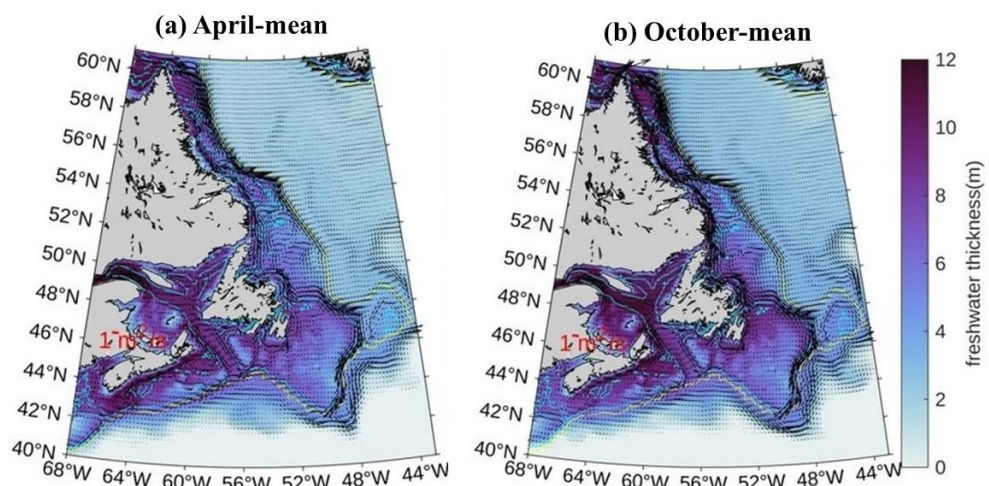 (a) April-mean
(b) October-mean
60°N
58°N
56°N
54°N
52°N
50°N
48°N
46°N
44°N
42°N
40°N
68°W 64°W 60°W 56°W 52°W 48°W 44°W
60°N
58°N
56°N
54°N
52°N
50°N
48°N
46°N
44°N
42°N
40°N
68°W 64°W 60°W 56°W 52°W 48°W 44°W
12
10
8
6
4
2
0
freshwater thickness(m)